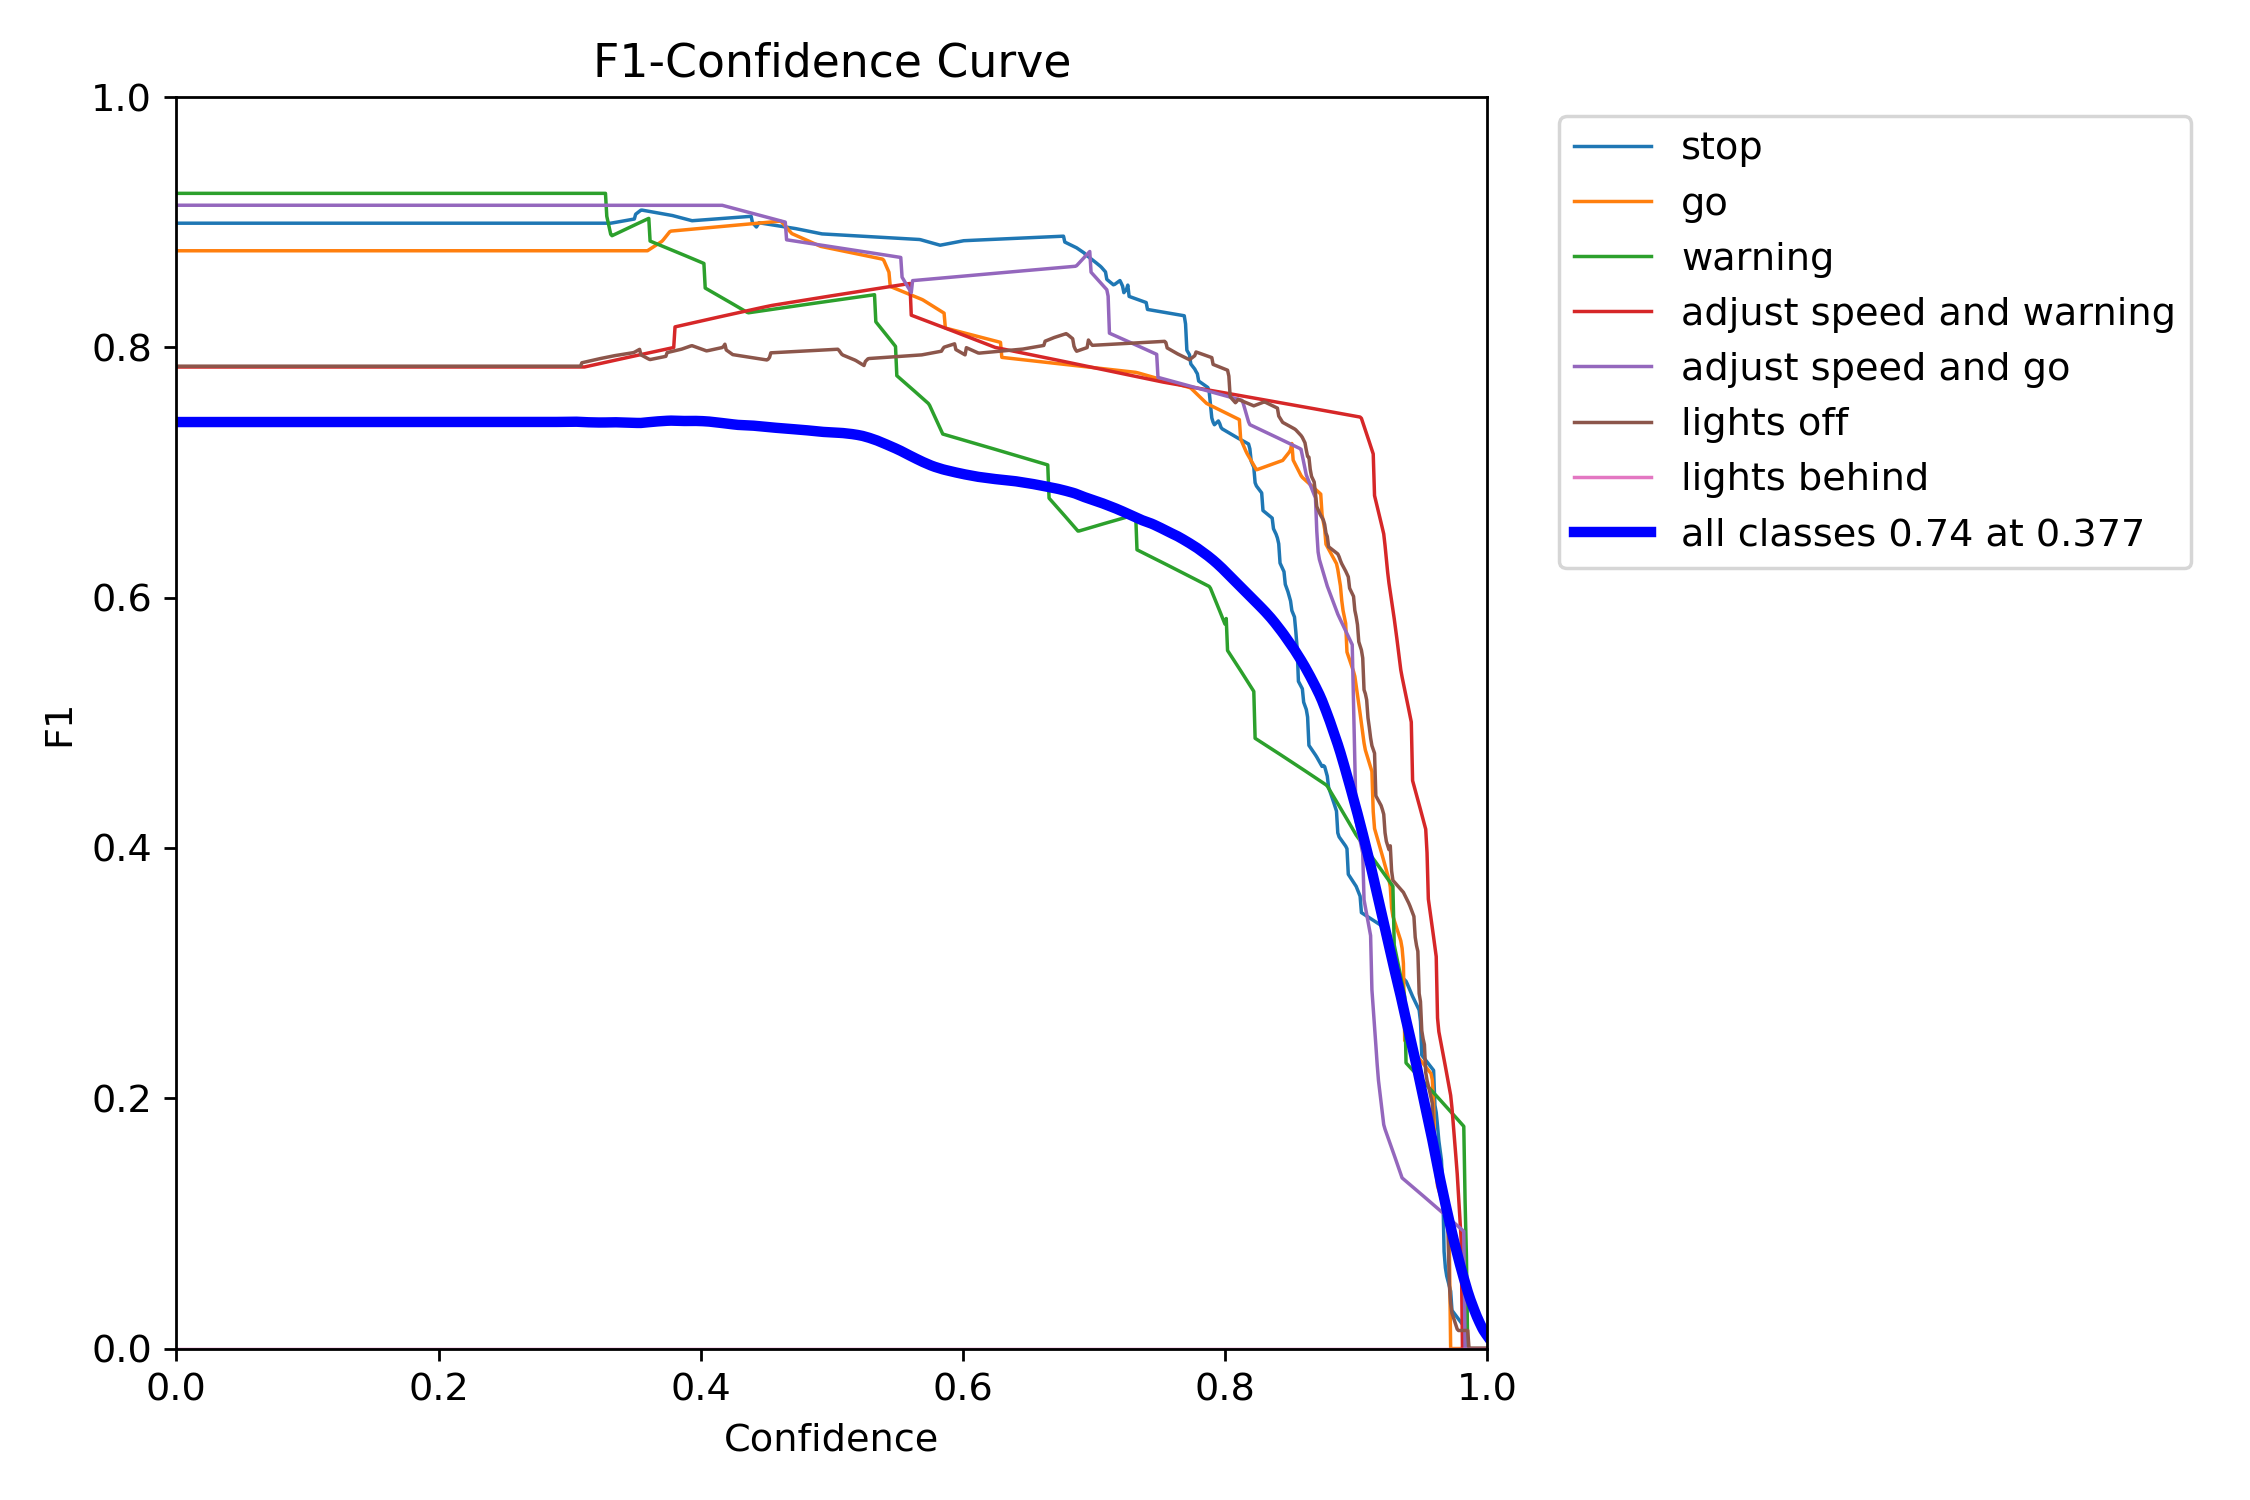 F1-Confidence Curve
1.0
0.8
0.6
0.4
0.2
0.0
F1
0.0 0.2 0.4 0.6 0.8 1.0
Confidence
stop
go
warning
adjust speed and warning
adjust speed and go
lights off
lights behind
all classes 0.74 at 0.377